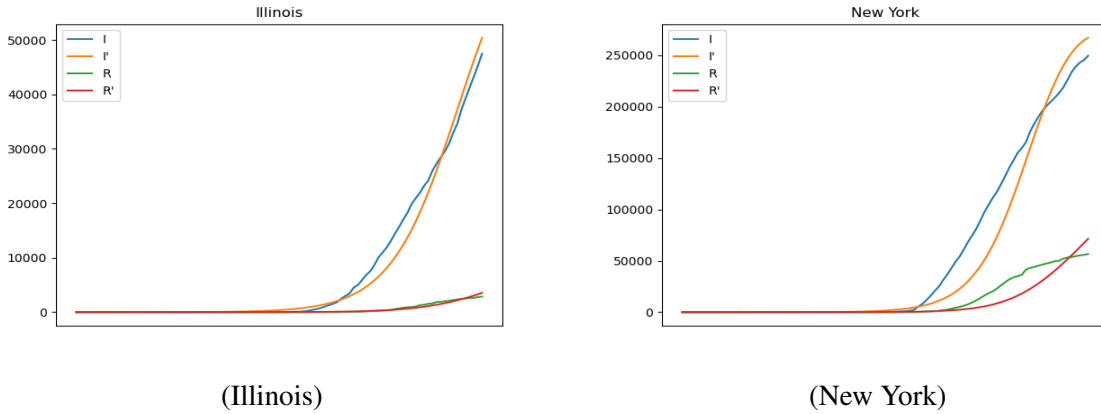 Illinois
50000
40000
30000
20000
10000
0
I
I'
R
R'
New York
250000
200000
150000
100000
50000
0
I
I'
R
R'
(Illinois)
(New York)